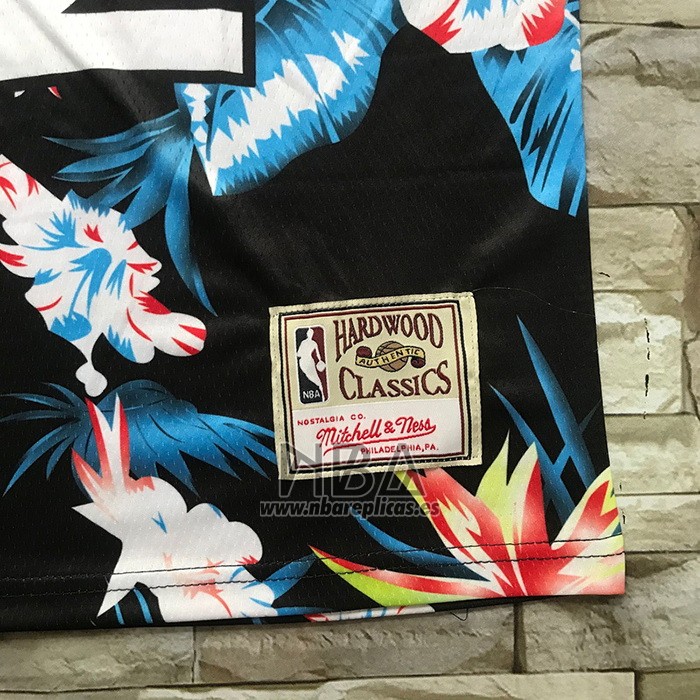 HARDWOOD
AUTHENTIC
CLASSICS
NBA
NOSTALGIA CO.
Mitchell & Ness
PHILADELPHIA, PA.
NBA
www.nbareplicas.es